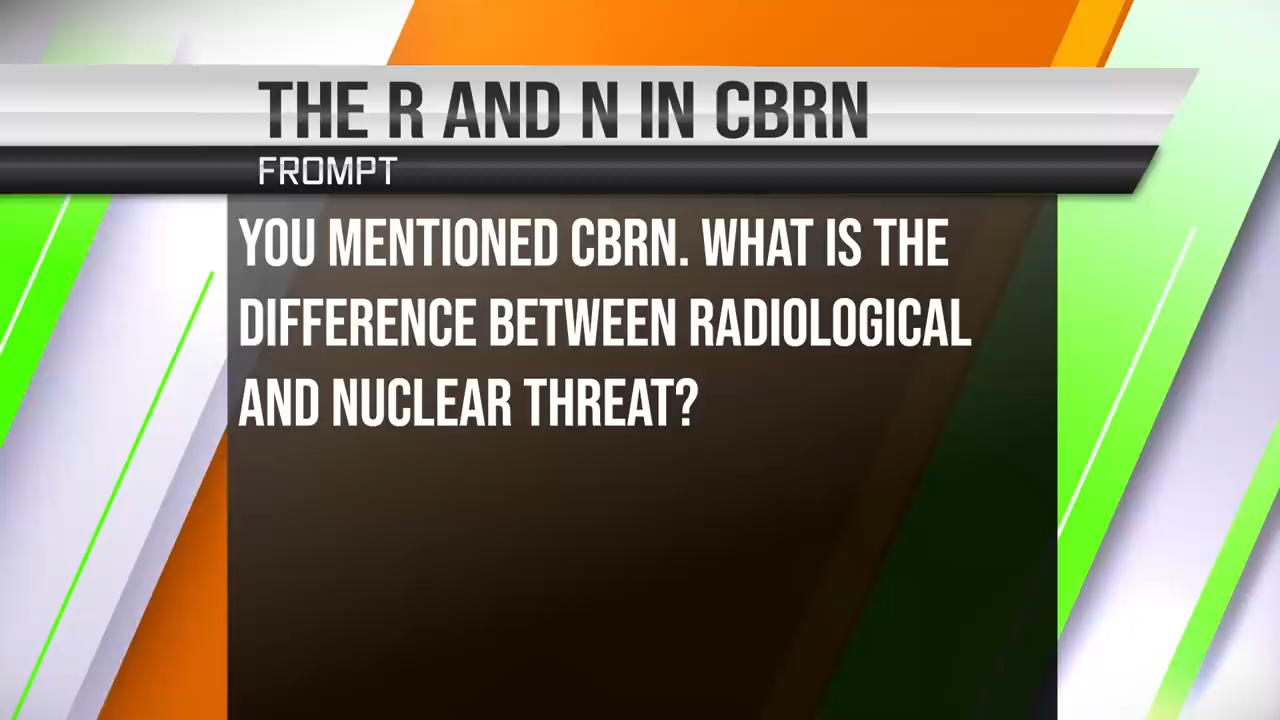 THE R AND N IN CBRN
FROMPT
YOU MENTIONED CBRN. WHAT IS THE
DIFFERENCE BETWEEN RADIOLOGICAL
AND NUCLEAR THREAT?